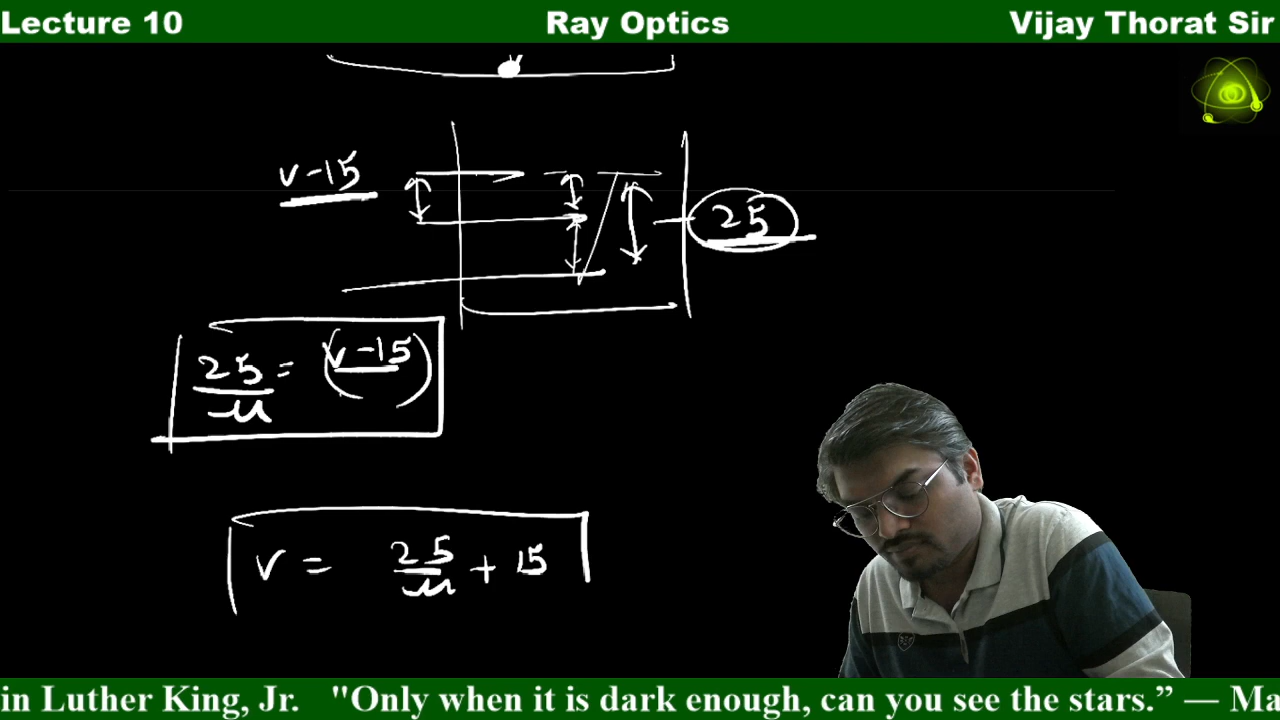 Lecture 10 Ray Optics Vijay Thorat Sir
v-15
25
25/μ = (v-15)
v = 25/μ + 15
in Luther King, Jr. "Only when it is dark enough, can you see the stars.” — Ma